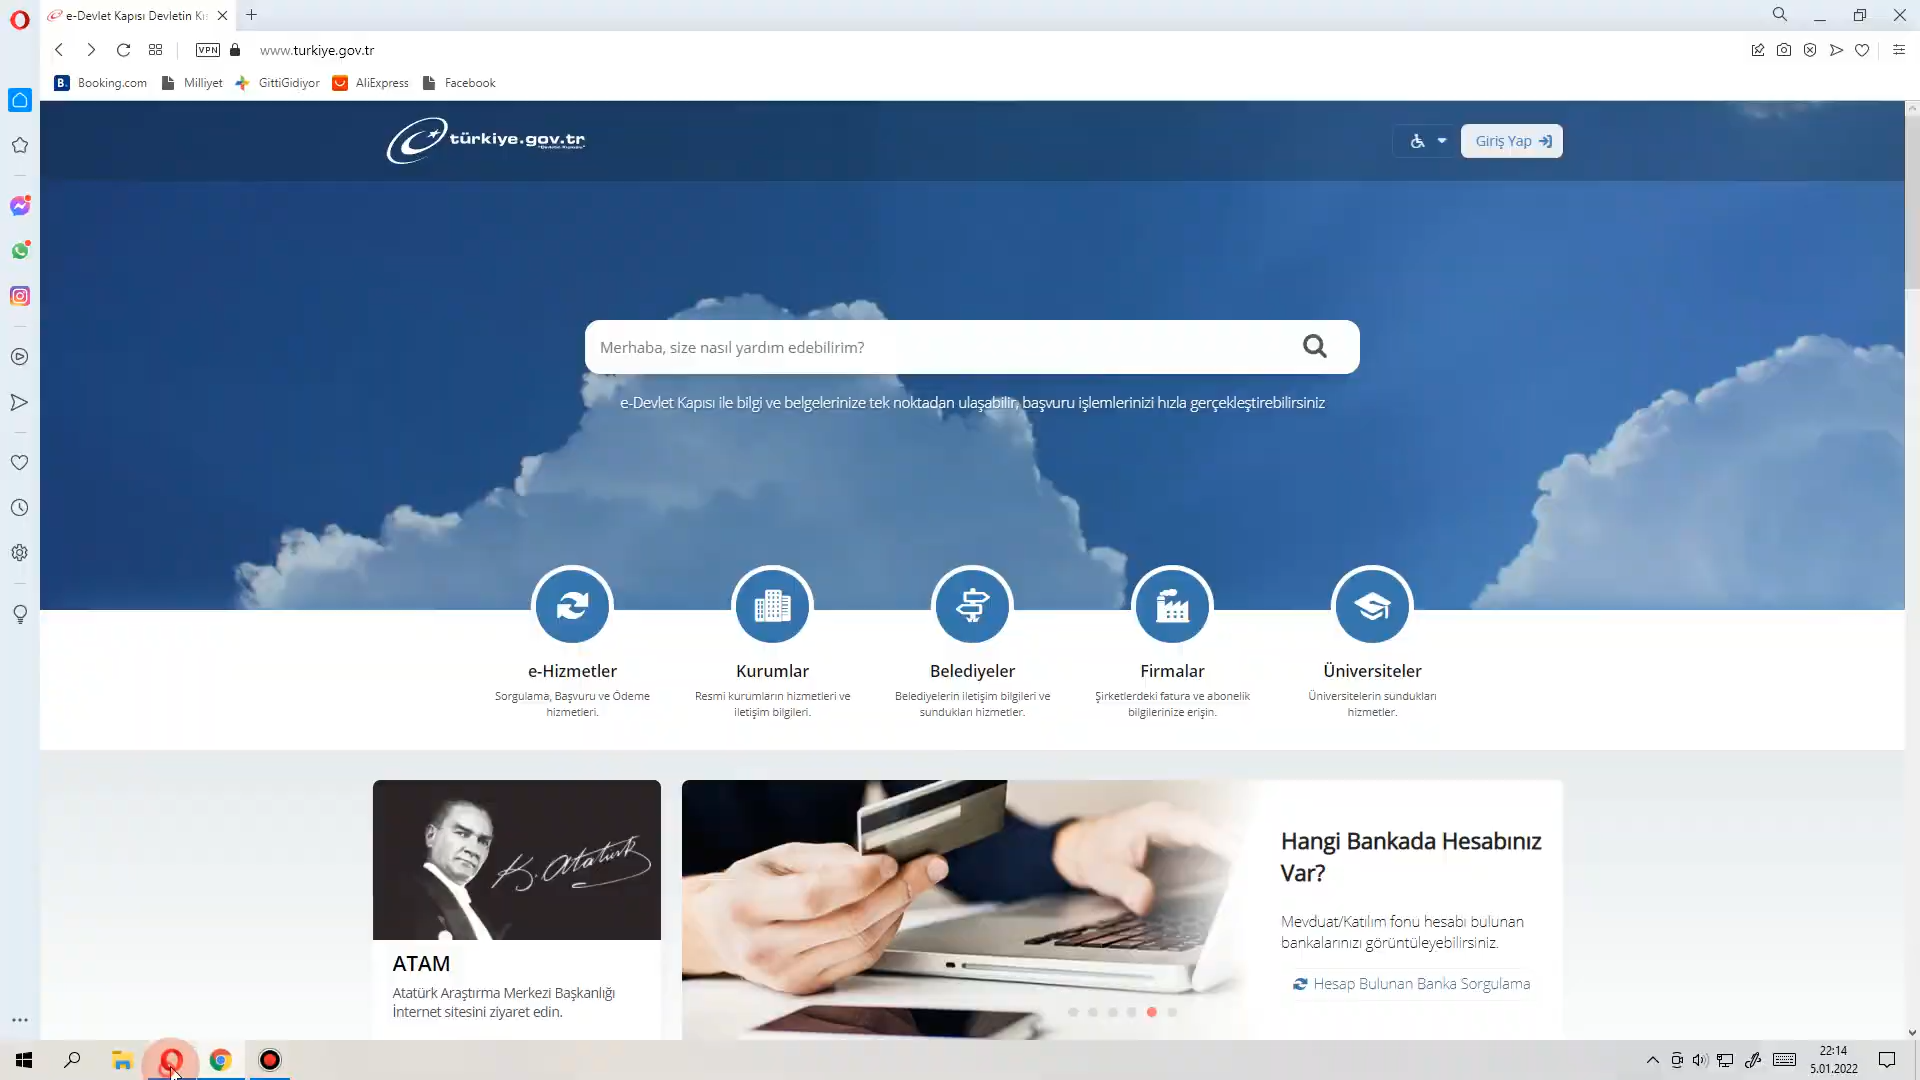 e-Devlet Kapısı Devletin Kı
VPN
www.turkiye.gov.tr
B.
Booking.com
Milliyet
GittiGidiyor
AliExpress
Facebook
türkiye.gov.tr
Giriş Yap
Merhaba, size nasıl yardım edebilirim?
e-Devlet Kapısı ile bilgi ve belgelerinize tek noktadan ulaşabilir, başvuru işlemlerinizi hızla gerçekleştirebilirsiniz
e-Hizmetler
Sorgulama, Başvuru ve Ödeme
hizmetleri.
Kurumlar
Resmi kurumların hizmetleri ve
iletişim bilgileri.
Belediyeler
Belediyelerin iletişim bilgileri ve
sundukları hizmetler.
Firmalar
Şirketlerdeki fatura ve abonelik
bilgilerinize erişin.
Üniversiteler
Üniversitelerin sundukları
hizmetler.
K. Atatürk
ATAM
Atatürk Araştırma Merkezi Başkanlığı
İnternet sitesini ziyaret edin.
Hangi Bankada Hesabınız
Var?
Mevduat/Katılım fonu hesabı bulunan
bankalarınızı görüntüleyebilirsiniz.
Hesap Bulunan Banka Sorgulama
22:14
5.01.2022